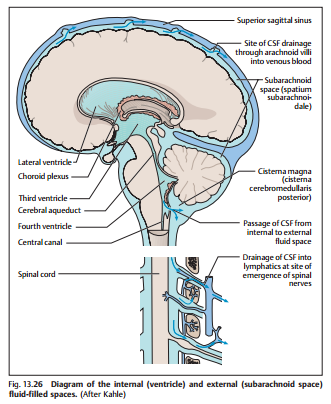 Superior sagittal sinus
Site of CSF drainage
through arachnoid villi
into venous blood
Subarachnoid
space (spatium
subarachnoi-
dale)
Lateral ventricle
Choroid plexus
Third ventricle
Cerebral aqueduct
Fourth ventricle
Central canal
Spinal cord
Cisterna magna
(cisterna
cerebromedullaris
posterior)
Passage of CSF from
internal to external
fluid space
Drainage of CSF into
lymphatics at site of
emergence of spinal
nerves
Fig. 13.26 Diagram of the internal (ventricle) and external (subarachnoid space)
fluid-filled spaces. (After Kahle)